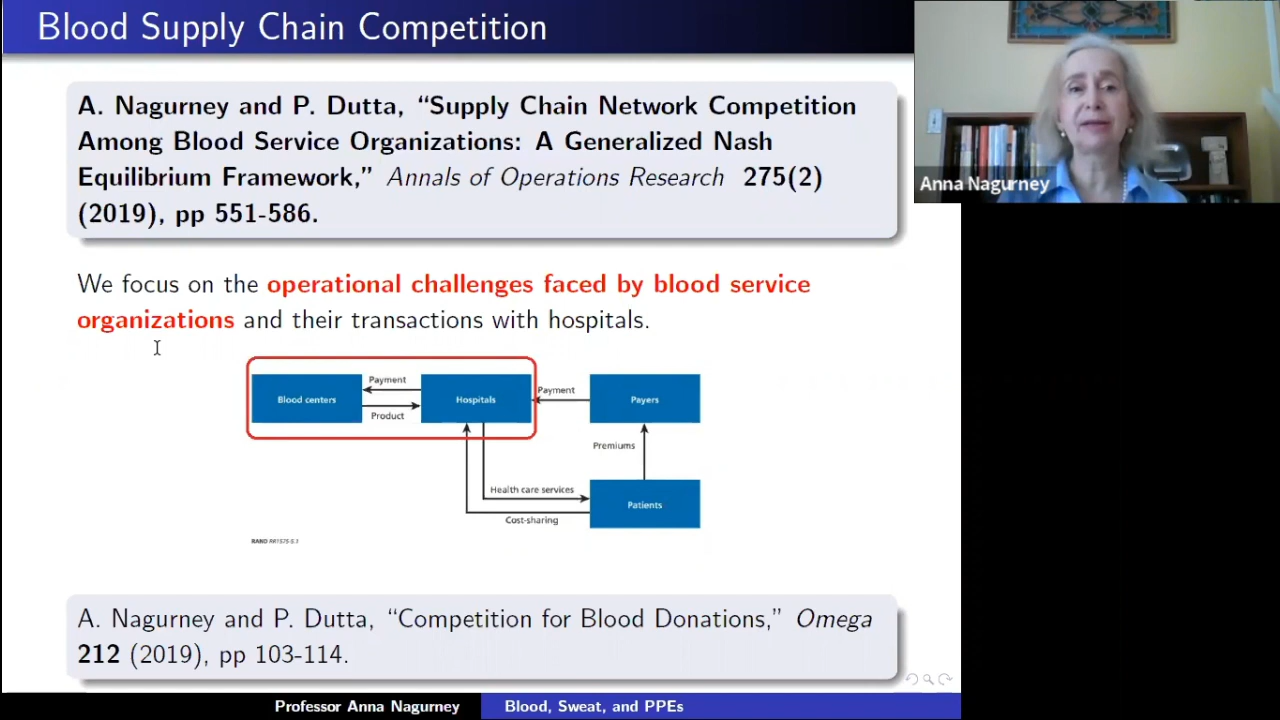 Blood Supply Chain Competition
A. Nagurney and P. Dutta, “Supply Chain Network Competition
Among Blood Service Organizations: A Generalized Nash
Equilibrium Framework,” Annals of Operations Research 275(2)
(2019), pp 551-586.
Anna Nagurney
We focus on the operational challenges faced by blood service
organizations and their transactions with hospitals.
Blood centers
Payment
Product
Hospitals
Payment
Payers
Premiums
Health care services
Cost-sharing
Patients
RAND RR1575-S.1
A. Nagurney and P. Dutta, “Competition for Blood Donations,” Omega
212 (2019), pp 103-114.
Professor Anna Nagurney
Blood, Sweat, and PPEs